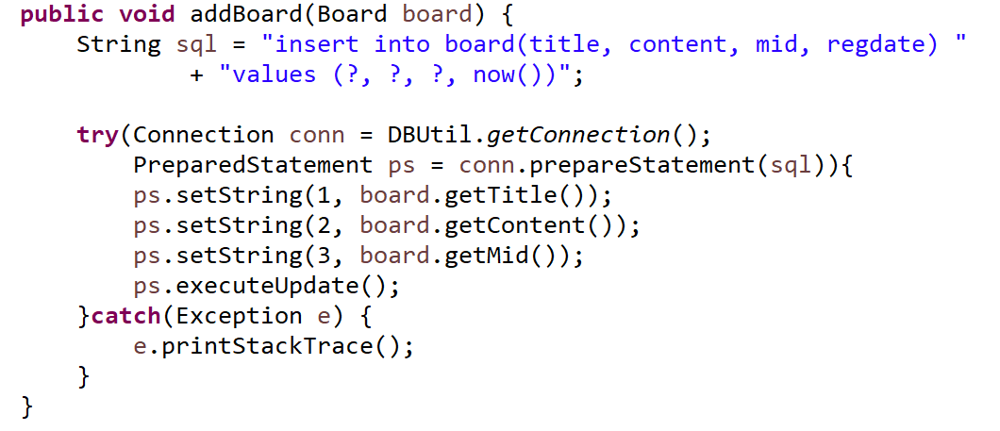 public void addBoard(Board board) {
    String sql = "insert into board(title, content, mid, regdate) "
            + "values (?, ?, ?, now())";

    try(Connection conn = DBUtil.getConnection();
        PreparedStatement ps = conn.prepareStatement(sql)){
        ps.setString(1, board.getTitle());
        ps.setString(2, board.getContent());
        ps.setString(3, board.getMid());
        ps.executeUpdate();
    }catch(Exception e) {
        e.printStackTrace();
    }
}